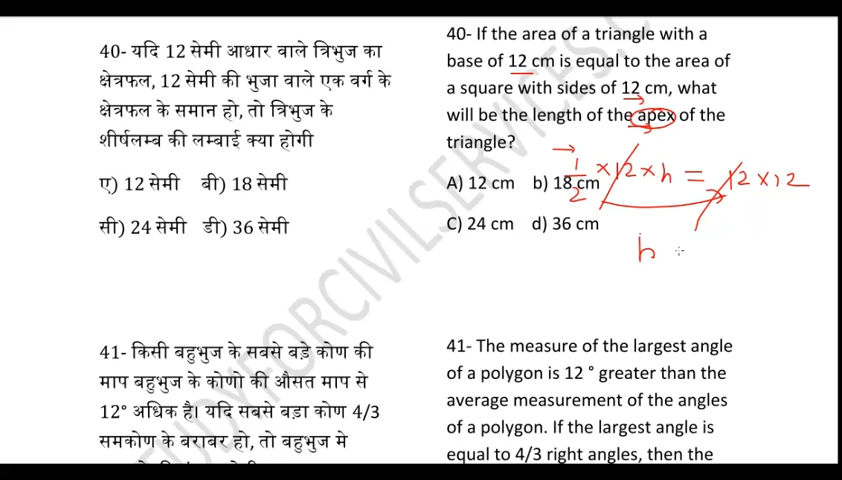 40- यदि 12 सेमी आधार वाले त्रिभुज का
क्षेत्रफल, 12 सेमी की भुजा वाले एक वर्ग के
क्षेत्रफल के समान हो, तो त्रिभुज के
शीर्षलम्ब की लम्बाई क्या होगी
ए) 12 सेमी बी) 18 सेमी
सी) 24 सेमी डी) 36 सेमी
40- If the area of a triangle with a
base of 12 cm is equal to the area of
a square with sides of 12 cm, what
will be the length of the apex of the
triangle?
A) 12 cm b) 18 cm
C) 24 cm d) 36 cm
1/2 × 12 × h = 12 × 12
h
41- किसी बहुभुज के सबसे बड़े कोण की
माप बहुभुज के कोणो की औसत माप से
12° अधिक है। यदि सबसे बड़ा कोण 4/3
समकोण के बराबर हो, तो बहुभुज मे
41- The measure of the largest angle
of a polygon is 12 ° greater than the
average measurement of the angles
of a polygon. If the largest angle is
equal to 4/3 right angles, then the